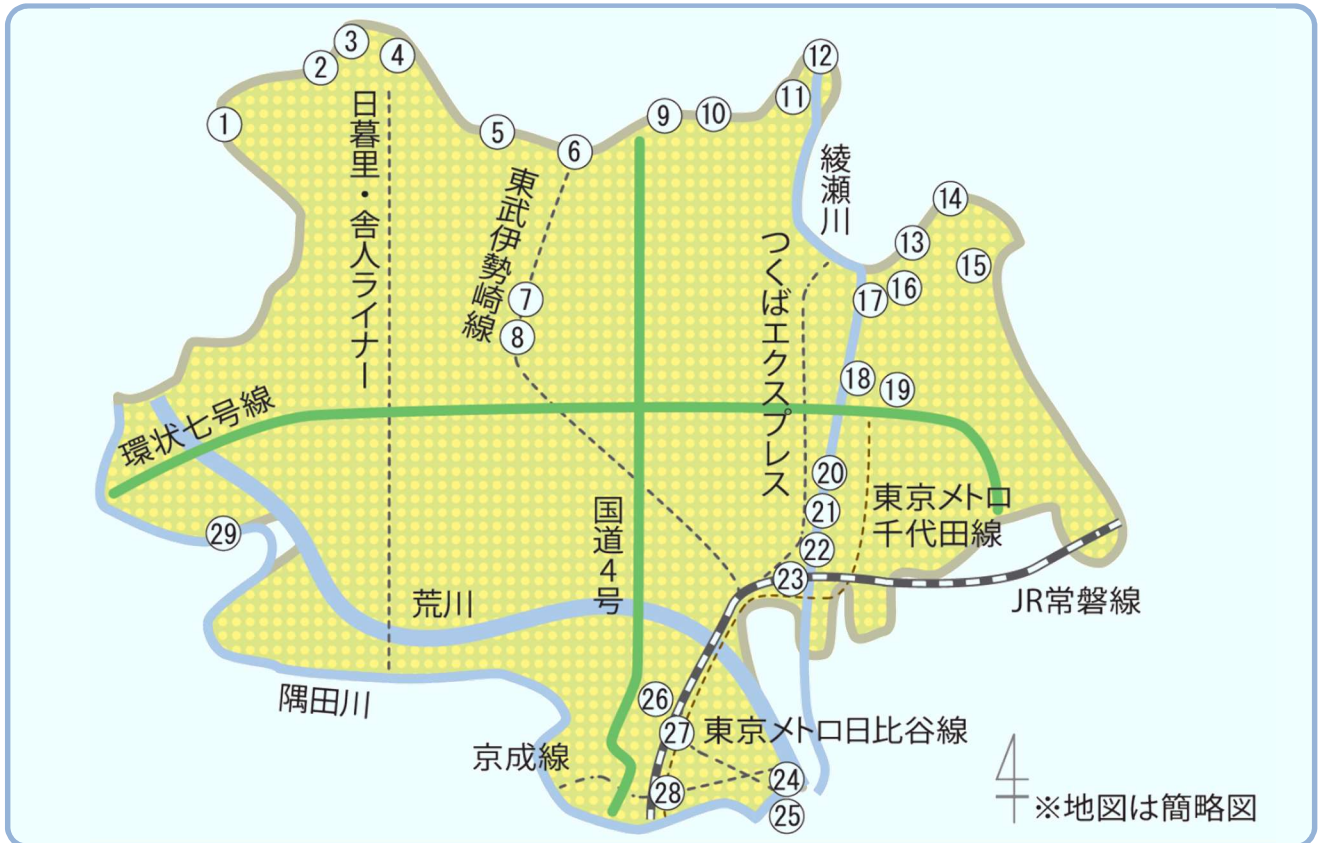 ①
②
③
④
⑤
⑥
⑦
⑧
⑨
⑩
⑪
⑫
⑬
⑭
⑮
⑯
⑰
⑱
⑲
⑳
㉑
㉒
㉓
㉔
㉕
㉖
㉗
㉘
㉙
日暮里・舎人ライナー
東武伊勢崎線
綾瀬川
つくばエクスプレス
環状七号線
国道4号
東京メトロ
千代田線
JR常磐線
荒川
隅田川
京成線
東京メトロ日比谷線
※地図は簡略図